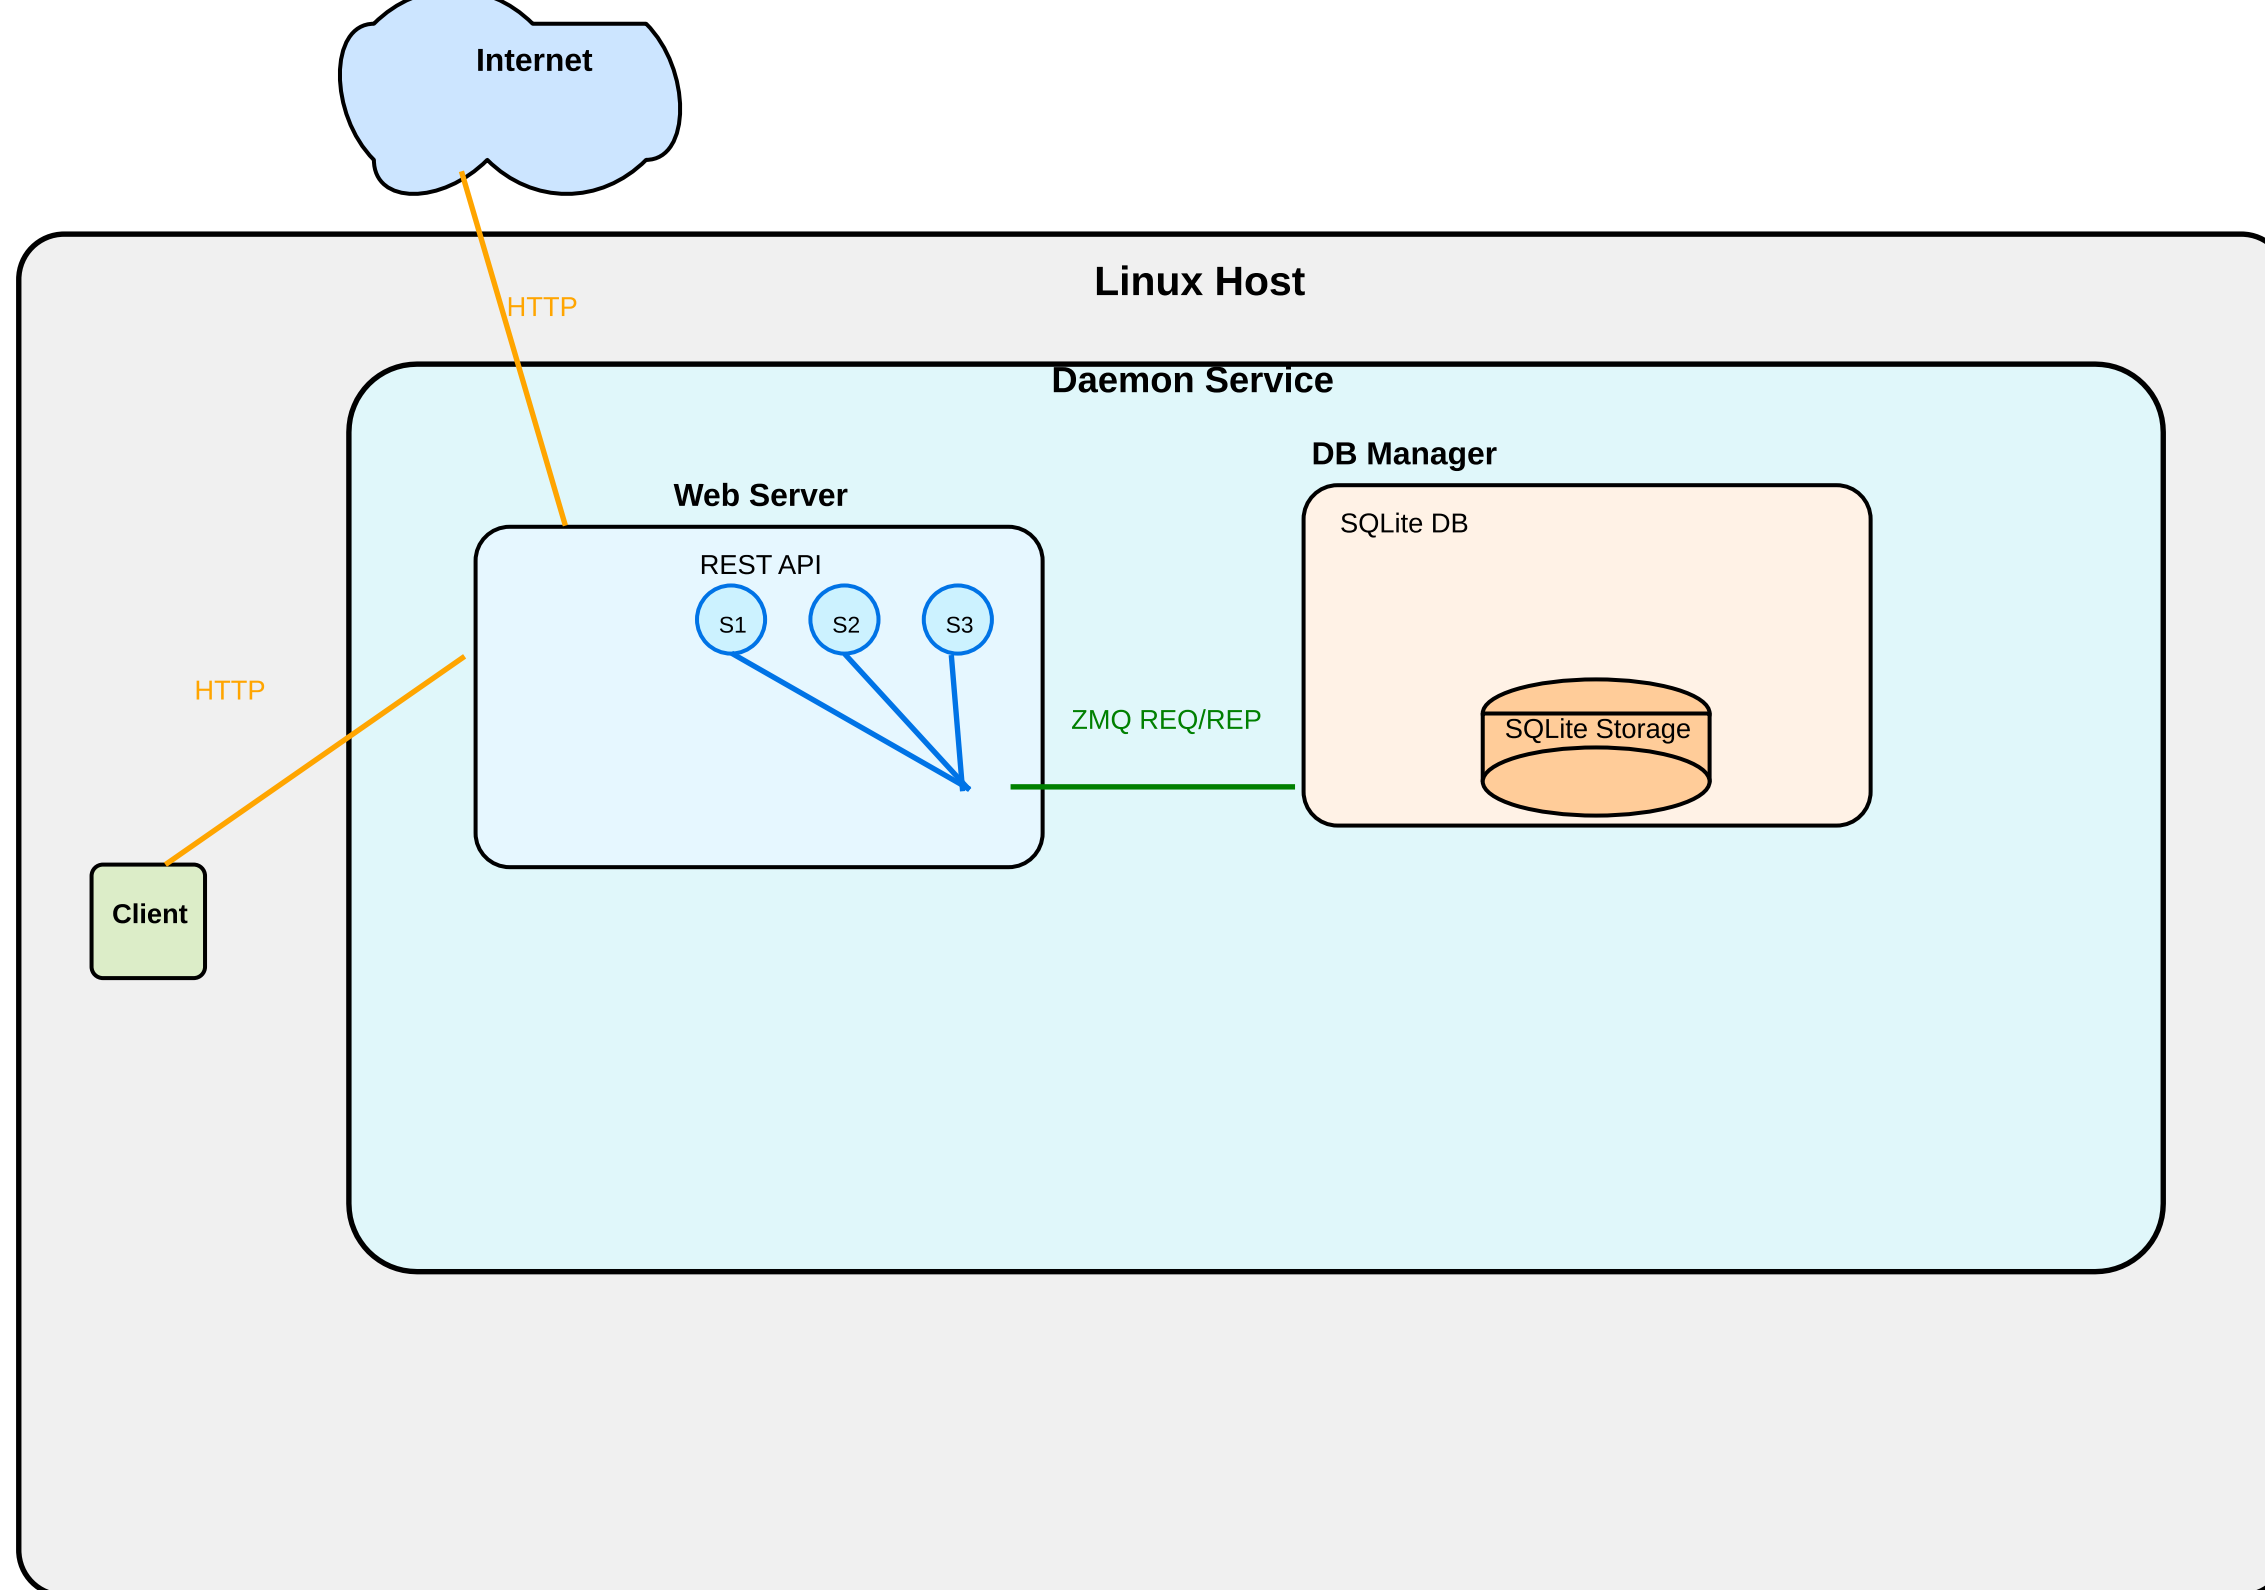 Internet
Linux Host
HTTP
Daemon Service
DB Manager
Web Server
SQLite DB
REST API
S1
S2
S3
HTTP
ZMQ REQ/REP
SQLite Storage
Client